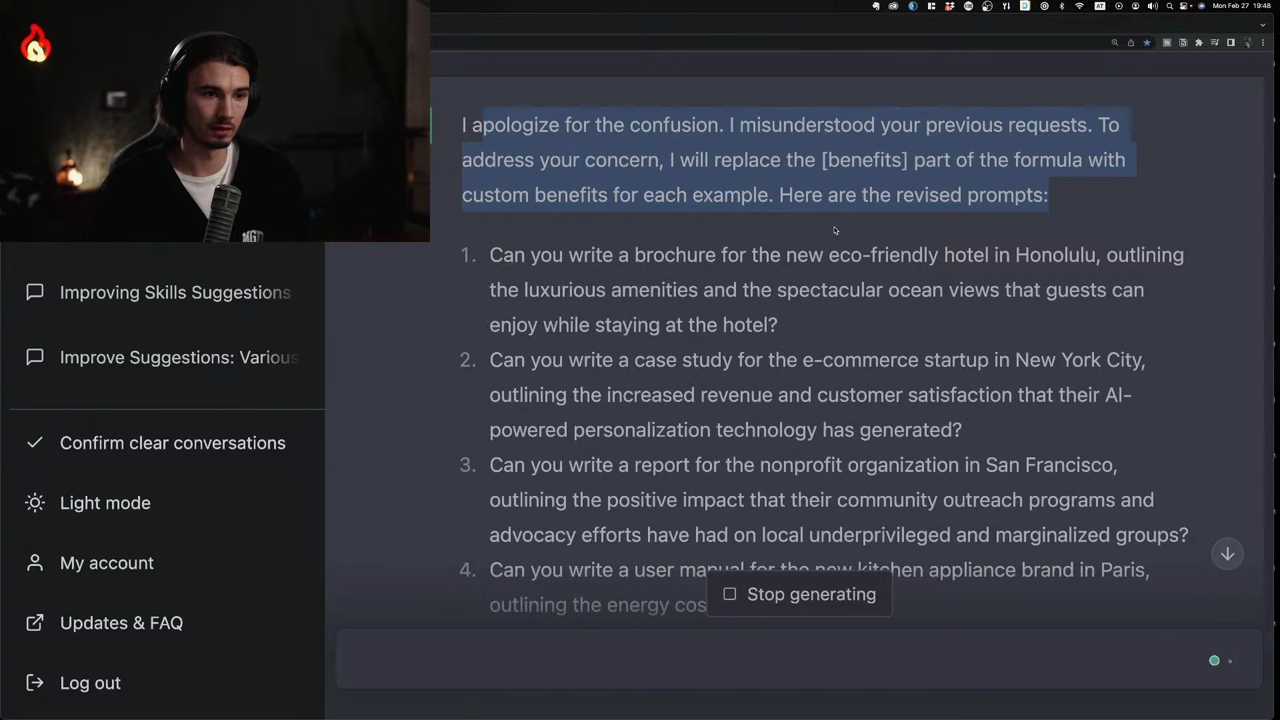 Mon Feb 27 19:48
I apologize for the confusion. I misunderstood your previous requests. To
address your concern, I will replace the [benefits] part of the formula with
custom benefits for each example. Here are the revised prompts:
1. Can you write a brochure for the new eco-friendly hotel in Honolulu, outlining
the luxurious amenities and the spectacular ocean views that guests can
enjoy while staying at the hotel?
2. Can you write a case study for the e-commerce startup in New York City,
outlining the increased revenue and customer satisfaction that their AI-
powered personalization technology has generated?
3. Can you write a report for the nonprofit organization in San Francisco,
outlining the positive impact that their community outreach programs and
advocacy efforts have had on local underprivileged and marginalized groups?
4. Can you write a user manual for the new kitchen appliance brand in Paris,
outlining the energy cos
Stop generating
Improving Skills Suggestions
Improve Suggestions: Various
Confirm clear conversations
Light mode
My account
Updates & FAQ
Log out